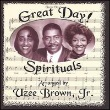 Great Day!
Spirituals
Arranged by
Uzee Brown, Jr.